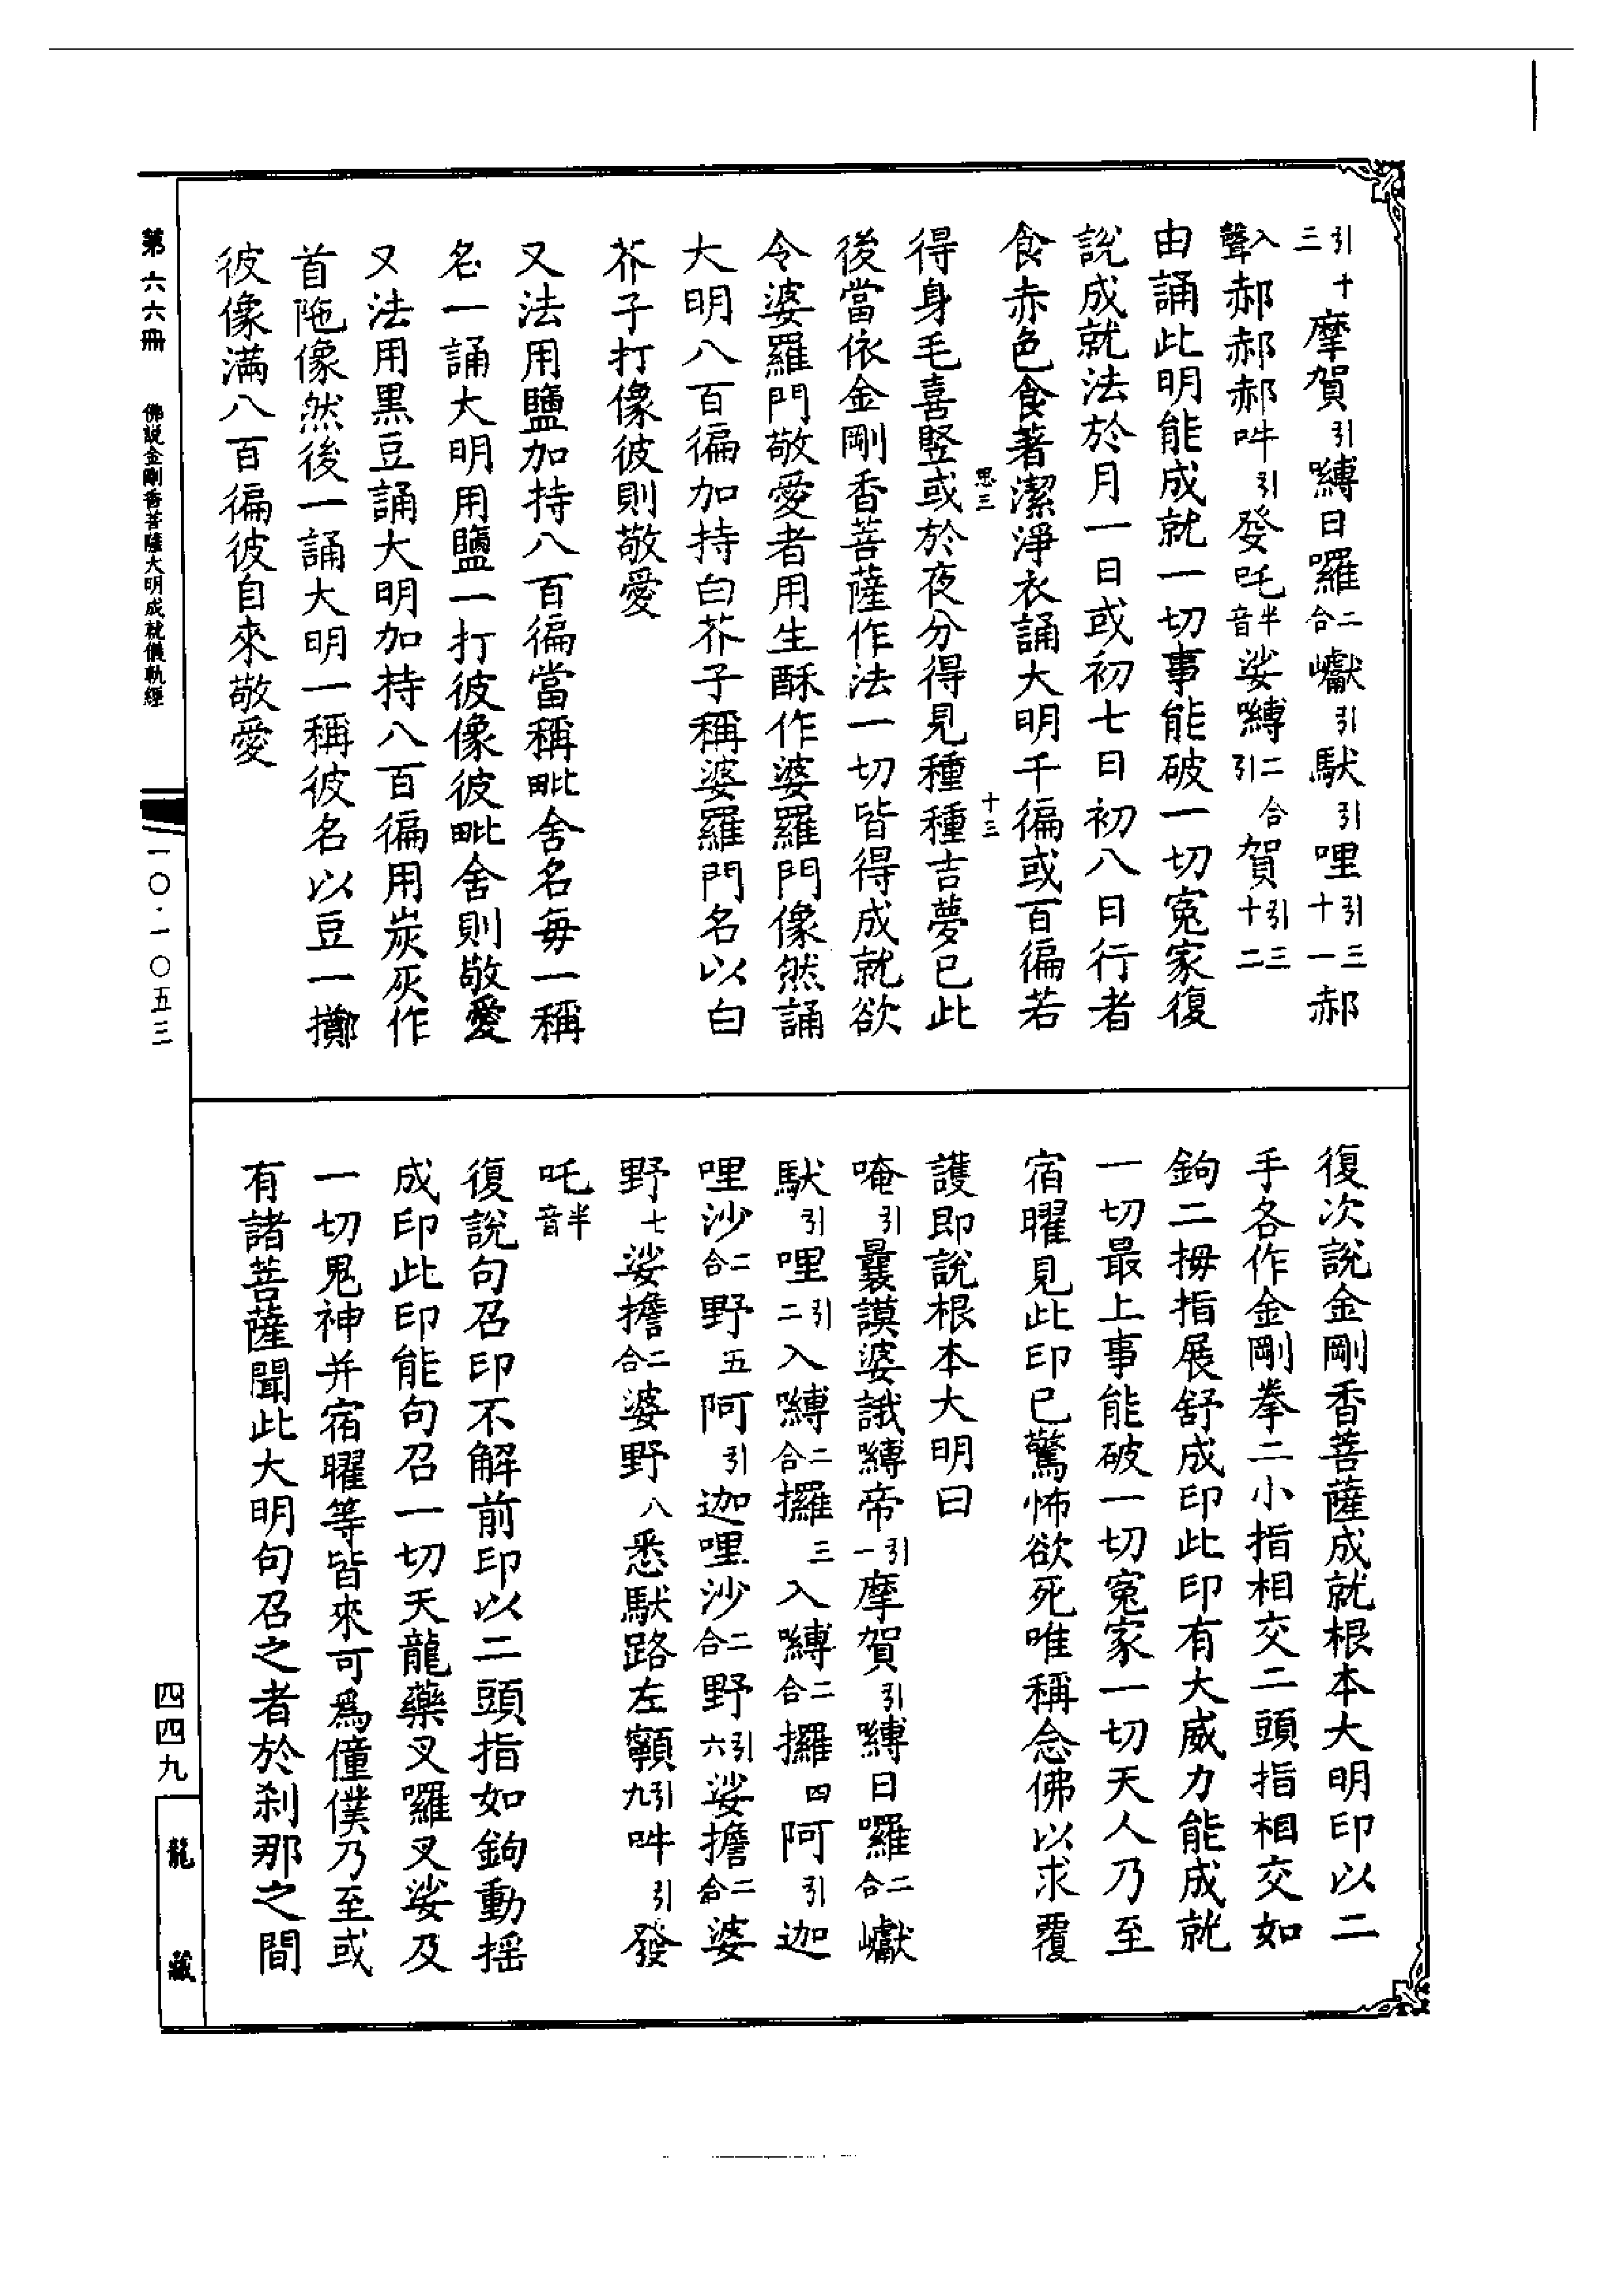 引十三摩賀引嚩日囉二合巘引馱引哩引三十一郝
入聲郝郝郝吽引發吒半音娑嚩二合引賀引三十二
由誦此明能成就一切事能破一切寃家復
說成就法於月一日或初七日初八日行者
食赤色食著潔淨衣誦大明千徧或百徧若
得身毛喜竪或於夜分得見種種吉夢已此
後當依金剛香菩薩作法一切皆得成就欲
令婆羅門敬愛者用生酥作婆羅門像然誦
大明八百徧加持白芥子稱婆羅門名以白
芥子打像彼則敬愛
又法用鹽加持八百徧當稱毗舍名每一稱
名一誦大明用鹽一打彼像彼毗舍則敬愛
又法用黑豆誦大明加持八百徧用炭灰作
首陁像然後一誦大明一稱彼名以豆一擲
彼像滿八百徧彼自來敬愛
思三
十三
復次說金剛香菩薩成就根本大明印以二
手各作金剛拳二小指相交二頭指相交如
鉤二拇指展舒成印此印有大威力能成就
一切最上事能破一切寃家一切天人乃至
宿曜見此印已驚怖欲死唯稱念佛以求覆
護即說根本大明曰
唵引曩謨婆誐嚩帝引一摩賀引嚩日囉二合巘
馱引哩引二入嚩二合攞三入嚩二合攞四阿引迦
哩沙二合野五阿引迦哩沙二合野引六娑擔二合婆
野七娑擔二合婆野八悉馱路左顐引九吽引發
吒半音
復說句召印不解前印以二頭指如鉤動搖
成印此印能句召一切天龍藥叉囉叉娑及
一切鬼神并宿曜等皆來可爲僮僕乃至或
有諸菩薩聞此大明句召之者於刹那之間
第六六冊 佛說金剛香菩薩大明成就儀軌經
一〇·一〇五三
四四九
龍藏